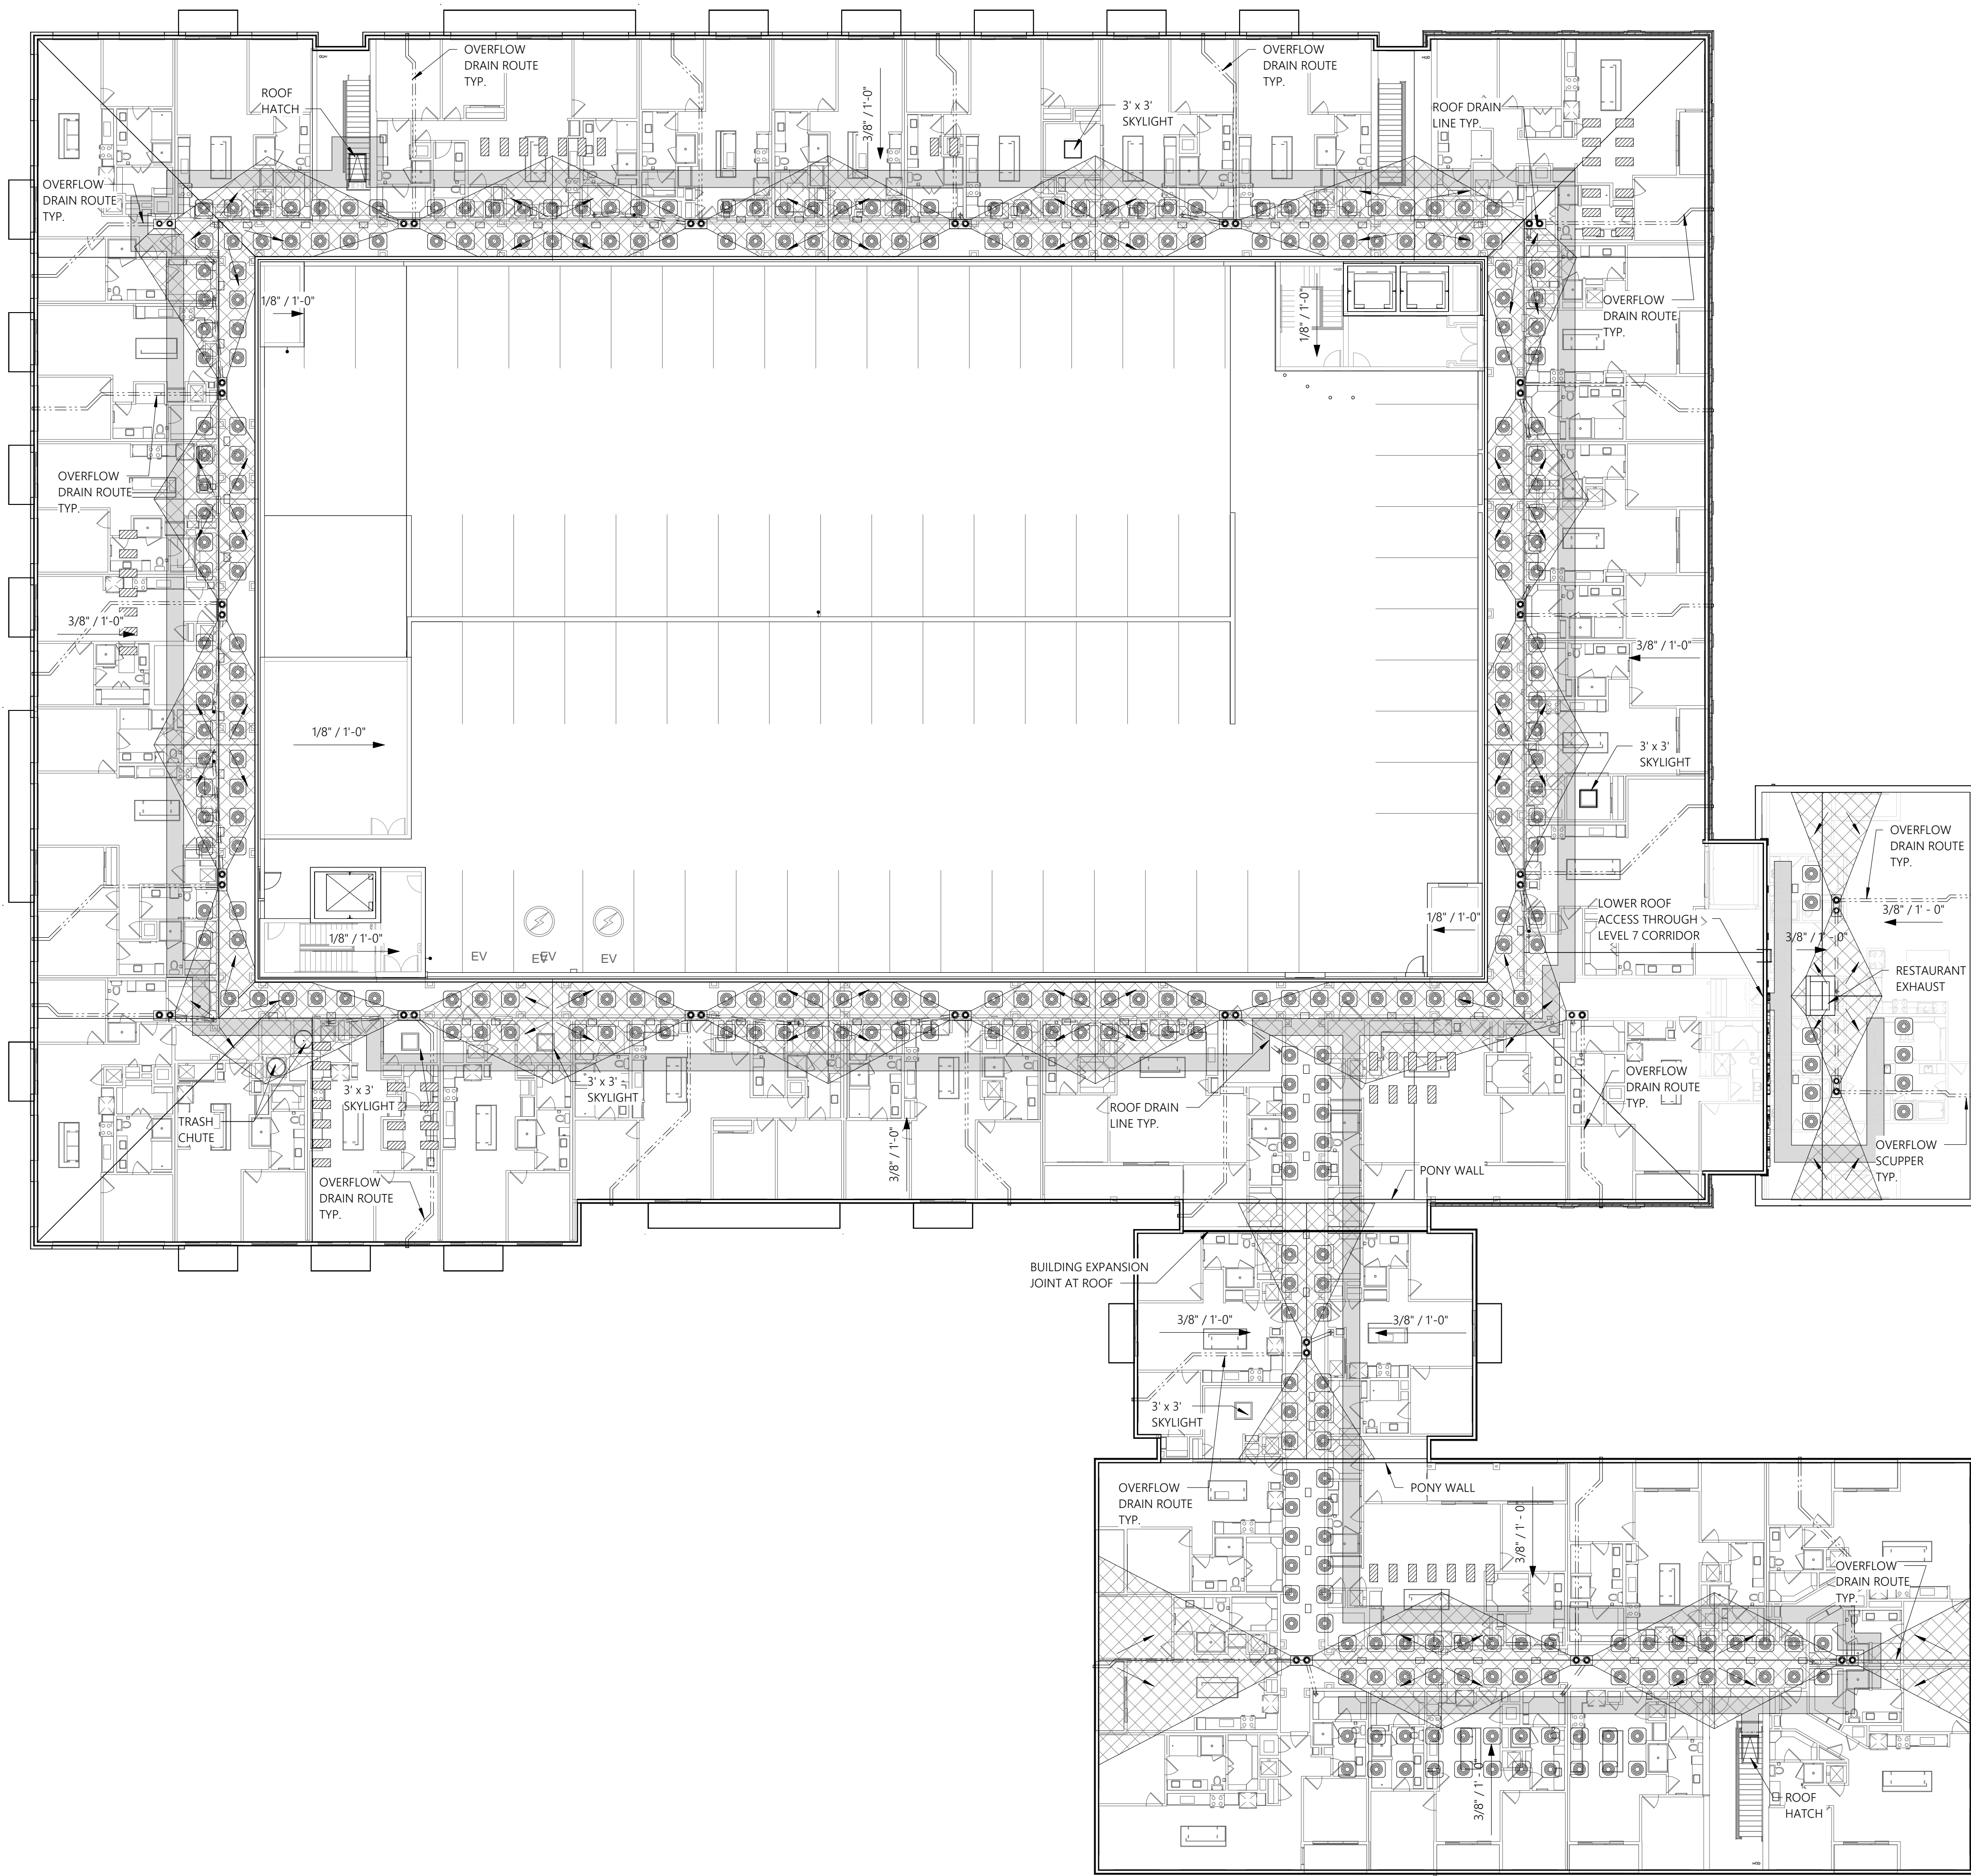 OVERFLOW
DRAIN ROUTE
TYP.
OVERFLOW
DRAIN ROUTE
TYP.
ROOF
HATCH
3/8" / 1'-0"
3' x 3'
SKYLIGHT
ROOF DRAIN
LINE TYP.
OVERFLOW
DRAIN ROUTE
TYP.
1/8" / 1'-0"
1/8" / 1'-0"
OVERFLOW
DRAIN ROUTE
TYP.
OVERFLOW
DRAIN ROUTE
TYP.
3/8" / 1'-0"
3/8" / 1'-0"
1/8" / 1'-0"
3' x 3'
SKYLIGHT
OVERFLOW
DRAIN ROUTE
TYP.
LOWER ROOF
ACCESS THROUGH
LEVEL 7 CORRIDOR
3/8" / 1' - 0"
3/8" / 1' - 0"
1/8" / 1'-0"
1/8" / 1'-0"
EV
EV
EV
EV
RESTAURANT
EXHAUST
3' x 3'
SKYLIGHT
3' x 3'
SKYLIGHT
TRASH
CHUTE
ROOF DRAIN
LINE TYP.
OVERFLOW
DRAIN ROUTE
TYP.
3/8" / 1'-0"
OVERFLOW
SCUPPER
TYP.
PONY WALL
OVERFLOW
DRAIN ROUTE
TYP.
BUILDING EXPANSION
JOINT AT ROOF
3/8" / 1'-0"
3/8" / 1'-0"
3' x 3'
SKYLIGHT
OVERFLOW
DRAIN ROUTE
TYP.
PONY WALL
3/8" / 1' - 0"
OVERFLOW
DRAIN ROUTE
TYP.
3/8" / 1' - 0"
ROOF
HATCH